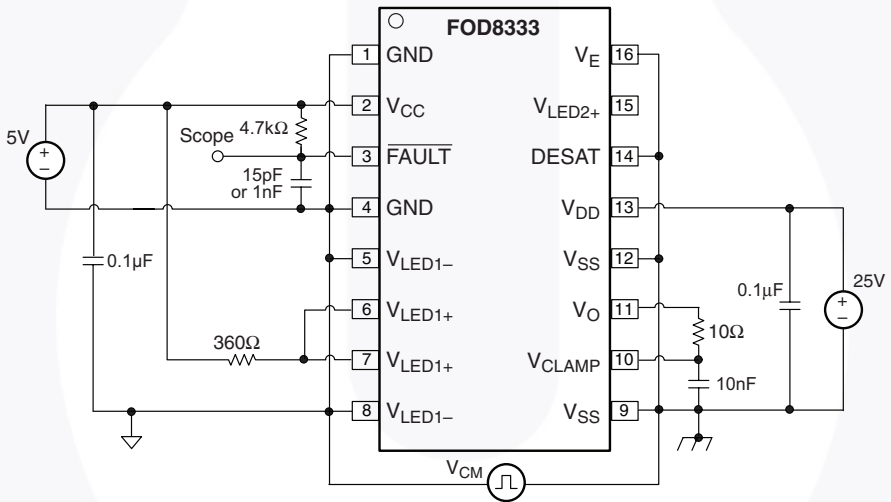 FOD8333
1 GND
2 VCC
3 FAULT
4 GND
5 VLED1–
6 VLED1+
7 VLED1+
8 VLED1–
VE 16
VLED2+ 15
DESAT 14
VDD 13
VSS 12
VO 11
VCLAMP 10
VSS 9
5V
+
–
Scope
4.7kΩ
15pF
or 1nF
0.1µF
360Ω
VCM
0.1µF
25V
+
–
10Ω
10nF